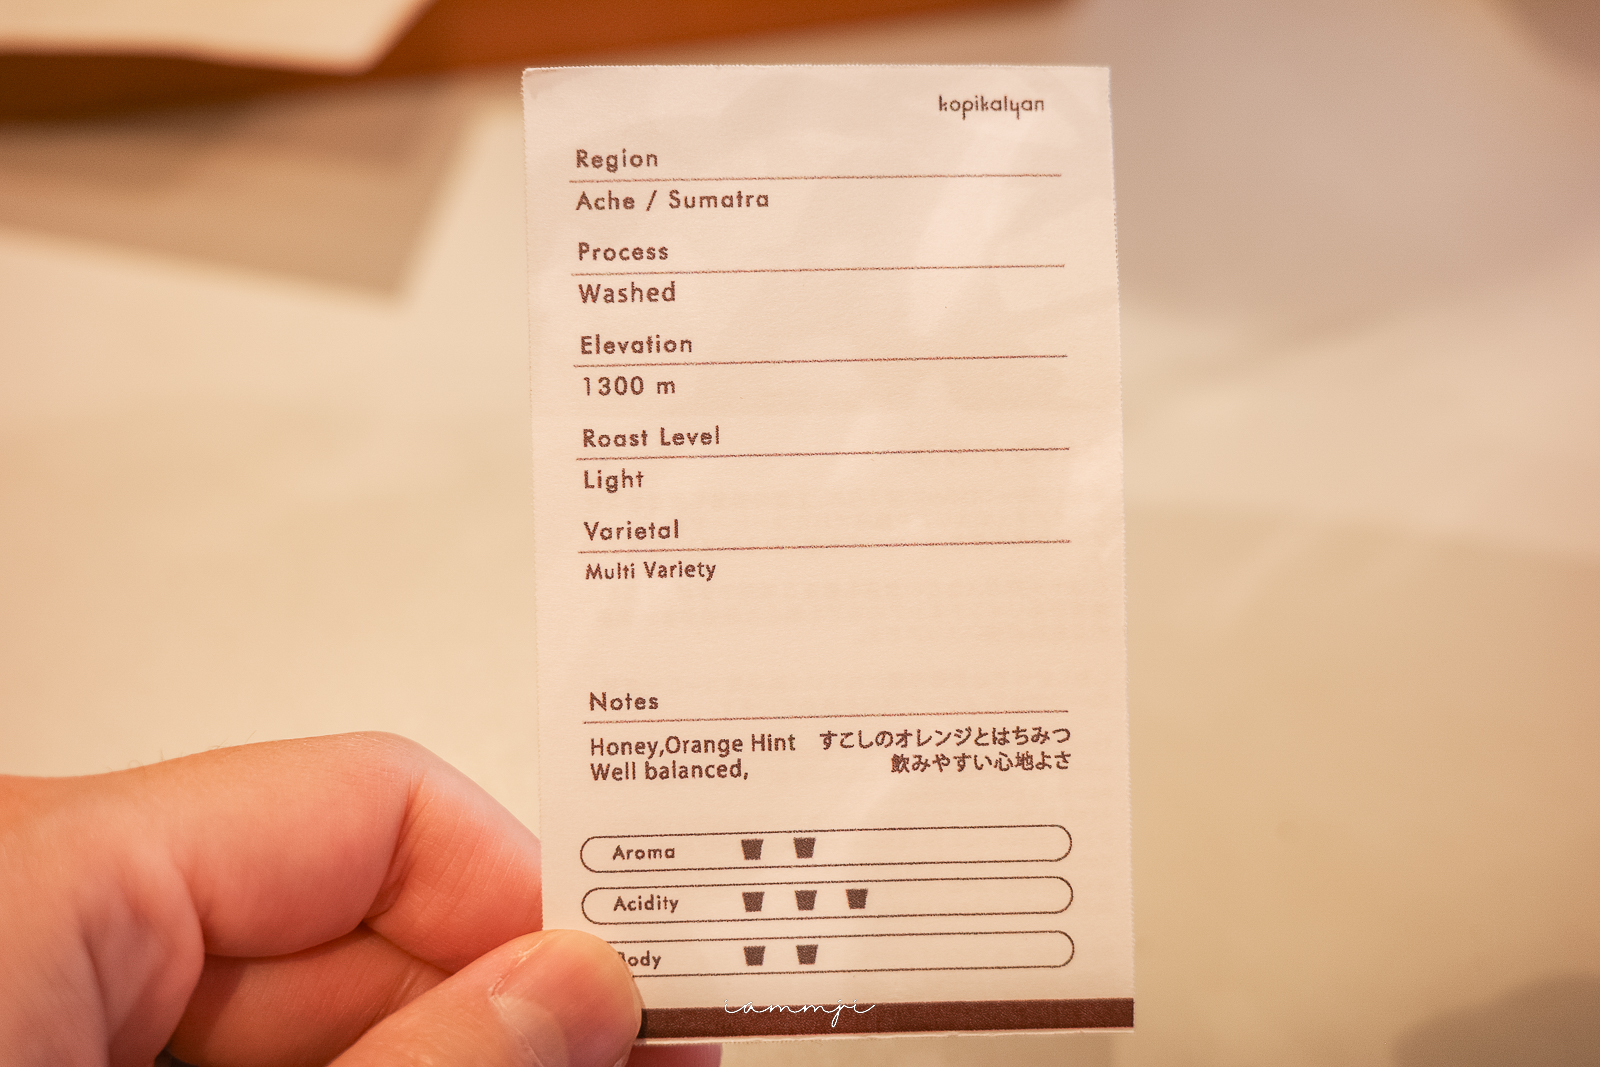 kopikalyan
Region
Ache / Sumatra
Process
Washed
Elevation
1300 m
Roast Level
Light
Varietal
Multi Variety
Notes
Honey,Orange Hint すこしのオレンジとはちみつ
Well balanced, 飲みやすい心地よさ
Aroma
Acidity
Body
iammji